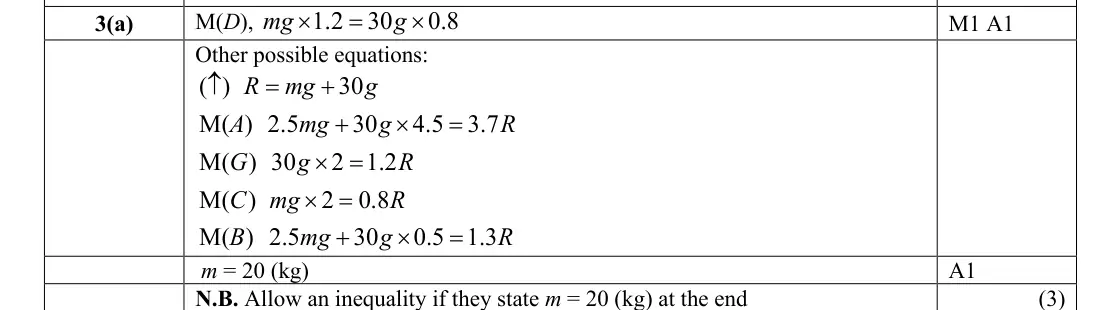 3(a) M(D), mg × 1.2 = 30g × 0.8 M1 A1
Other possible equations:
(↑) R = mg + 30g
M(A) 2.5mg + 30g × 4.5 = 3.7R
M(G) 30g × 2 = 1.2R
M(C) mg × 2 = 0.8R
M(B) 2.5mg + 30g × 0.5 = 1.3R
m = 20 (kg) A1
N.B. Allow an inequality if they state m = 20 (kg) at the end (3)